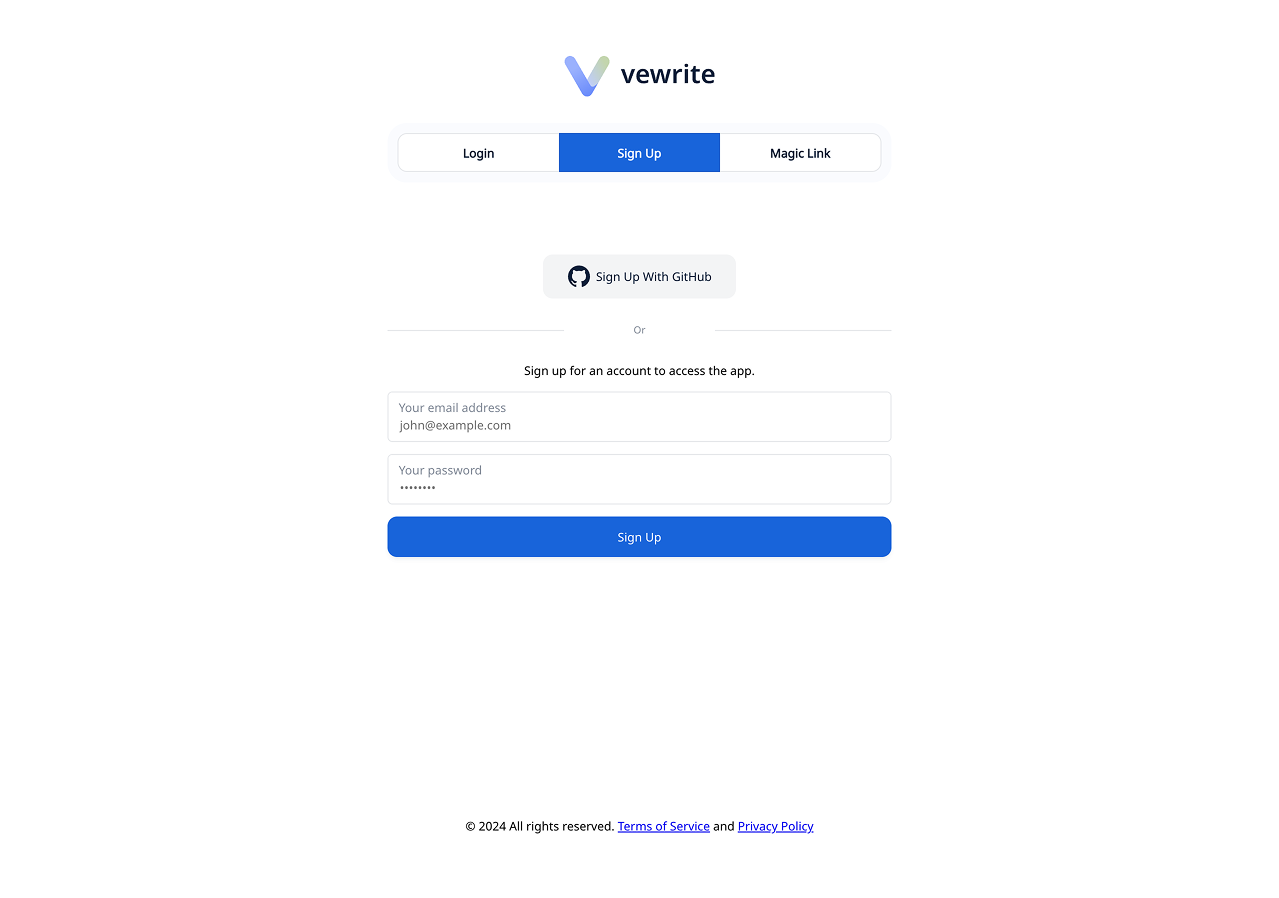 vewrite
Login Sign Up Magic Link
Sign Up With GitHub
Or
Sign up for an account to access the app.
Your email address
john@example.com
Your password
••••••••
Sign Up
© 2024 All rights reserved. Terms of Service and Privacy Policy